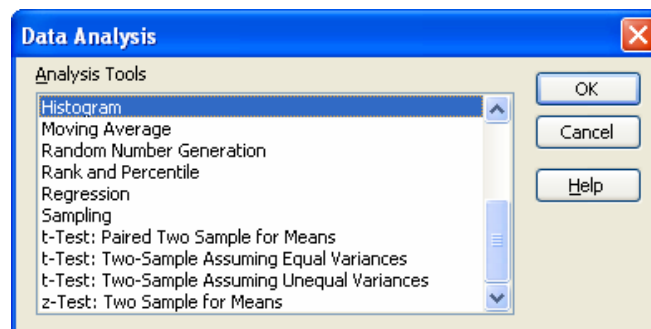 Data Analysis
Analysis Tools
Histogram
Moving Average
Random Number Generation
Rank and Percentile
Regression
Sampling
t-Test: Paired Two Sample for Means
t-Test: Two-Sample Assuming Equal Variances
t-Test: Two-Sample Assuming Unequal Variances
z-Test: Two Sample for Means
OK
Cancel
Help